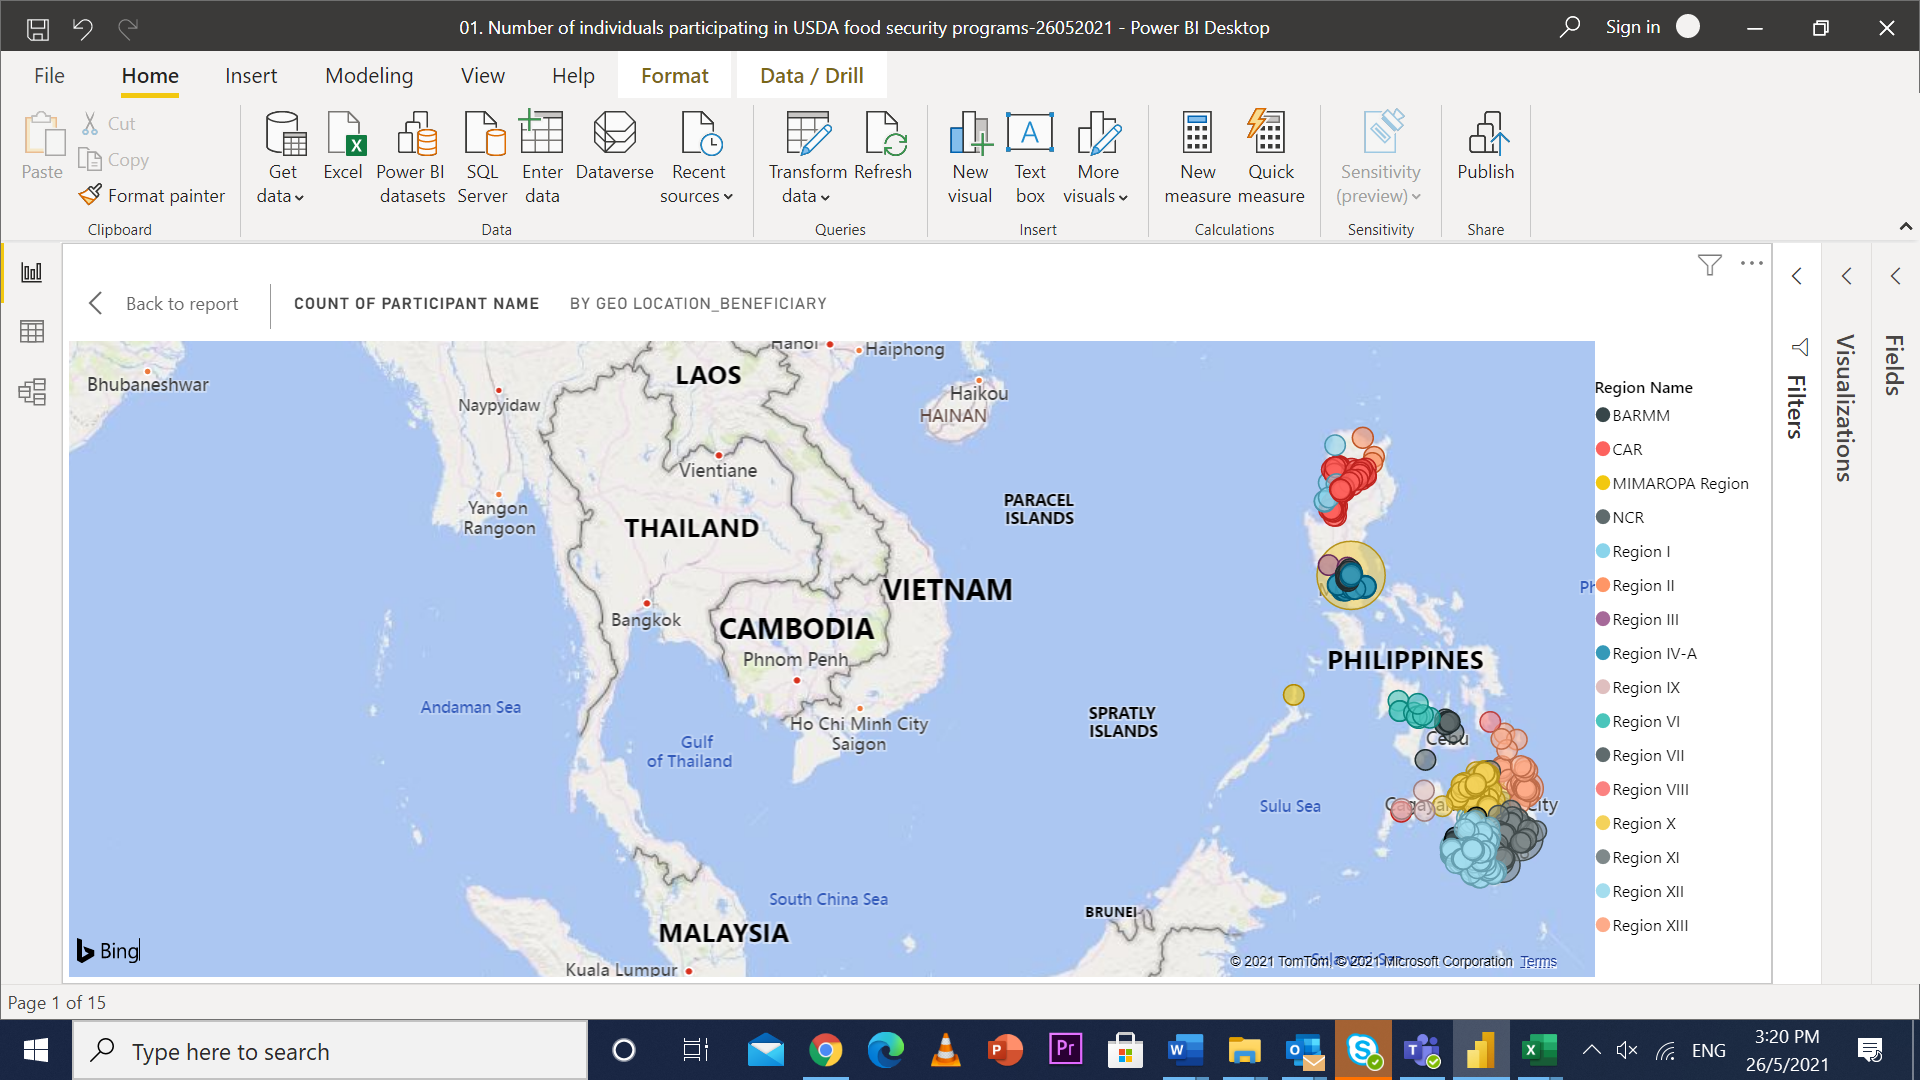 01. Number of individuals participating in USDA food security programs-26052021 - Power BI Desktop
Sign in
File
Home
Insert
Modeling
View
Help
Format
Data / Drill
Paste
Cut
Copy
Format painter
Clipboard
Get data
Excel
Power BI datasets
SQL Server
Enter data
Dataverse
Recent sources
Data
Transform data
Refresh
Queries
New visual
Text box
More visuals
Insert
New measure
Quick measure
Calculations
Sensitivity (preview)
Sensitivity
Publish
Share
Back to report
COUNT OF PARTICIPANT NAME
BY GEO LOCATION_BENEFICIARY
Hanoi
Haiphong
LAOS
Bhubaneshwar
Naypyidaw
Haikou
HAINAN
Vientiane
Yangon
Rangoon
THAILAND
PARACEL
ISLANDS
VIETNAM
Bangkok
CAMBODIA
Phnom Penh
PHILIPPINES
Andaman Sea
Ho Chi Minh City
Saigon
SPRATLY
ISLANDS
Gulf
of Thailand
Cebu
Sulu Sea
City
South China Sea
BRUNEI
MALAYSIA
Kuala Lumpur
Bing
© 2021 TomTom, © 2021 Microsoft Corporation
Terms
Region Name
BARMM
CAR
MIMAROPA Region
NCR
Region I
Region II
Region III
Region IV-A
Region IX
Region VI
Region VII
Region VIII
Region X
Region XI
Region XII
Region XIII
Filters
Visualizations
Fields
Page 1 of 15
Type here to search
ENG
3:20 PM
26/5/2021